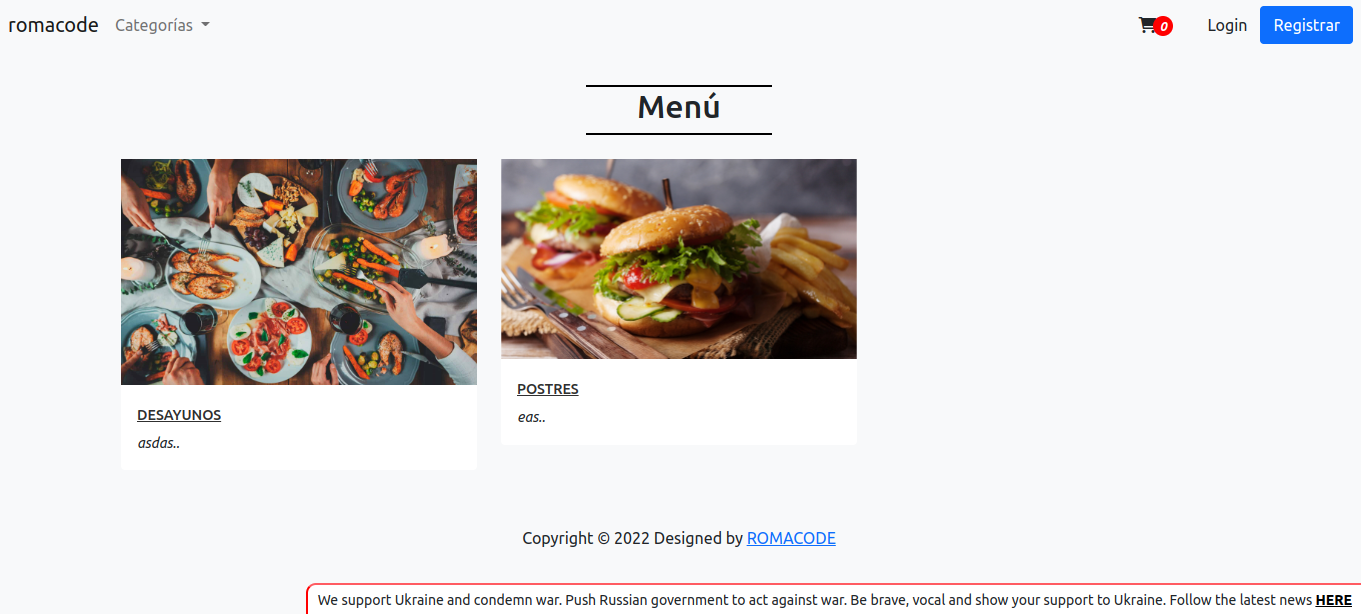 romacode Categorías 0 Login Registrar
Menú
DESAYUNOS
asdas..
POSTRES
eas..
Copyright © 2022 Designed by ROMACODE
We support Ukraine and condemn war. Push Russian government to act against war. Be brave, vocal and show your support to Ukraine. Follow the latest news HERE